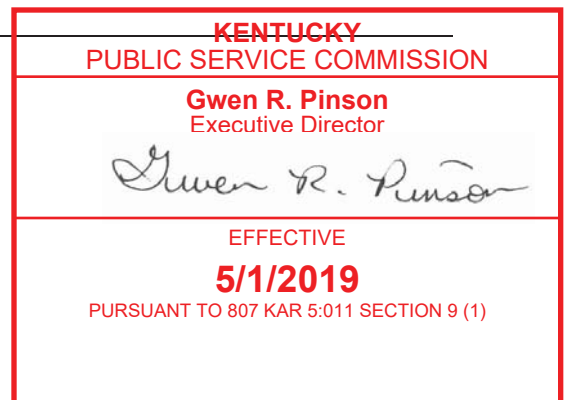 KENTUCKY
PUBLIC SERVICE COMMISSION
Gwen R. Pinson
Executive Director
Gwen R. Pinson
EFFECTIVE
5/1/2019
PURSUANT TO 807 KAR 5:011 SECTION 9 (1)